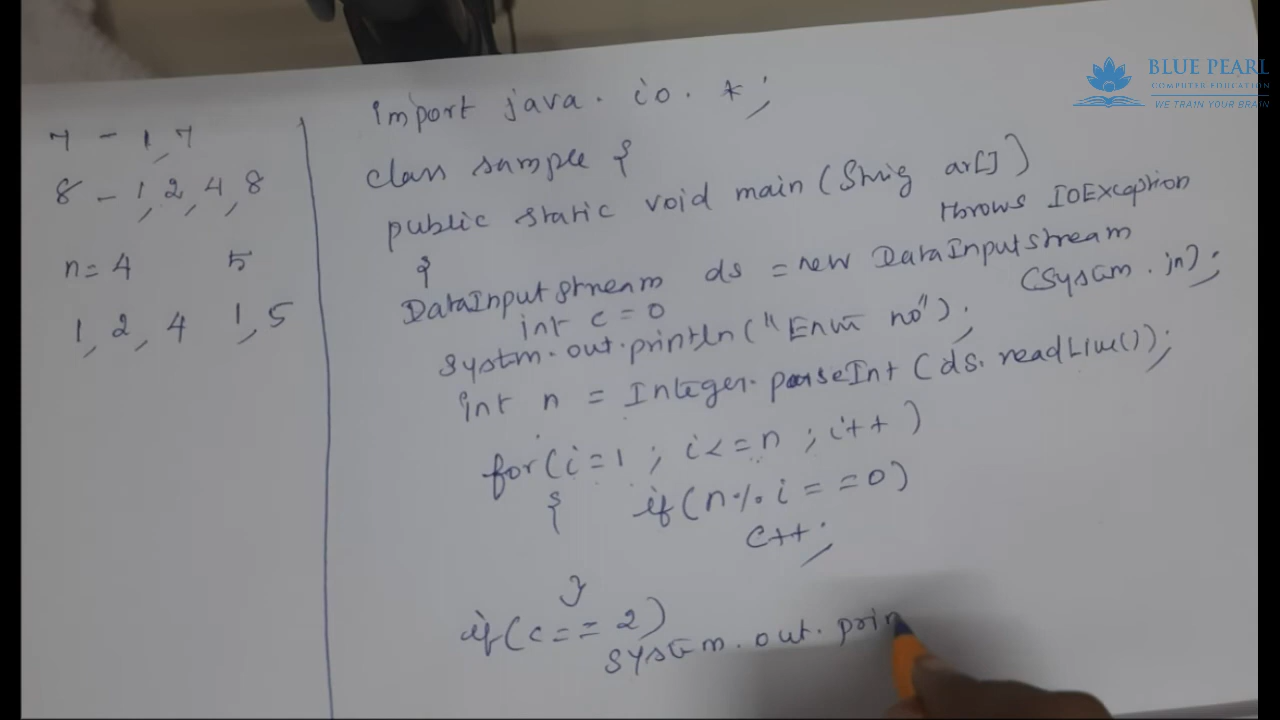 BLUE PEARL
COMPUTER EDUCATION
WE TRAIN YOUR BRAIN
7 - 1, 7
8 - 1, 2, 4, 8
n = 4 5
1, 2, 4 1, 5
import java. io. *;
class sample {
public static void main (String ar[])
throws IOException
{
DataInputstream ds = new DataInputstream
(System. in);
int c = 0
System. out. println ("Enter no");
int n = Integer. parseInt (ds. readLine());
for (i=1 ; i<=n ; i++ )
{ if (n% i = =0)
c++;
}
if (c == 2)
System. out. prin